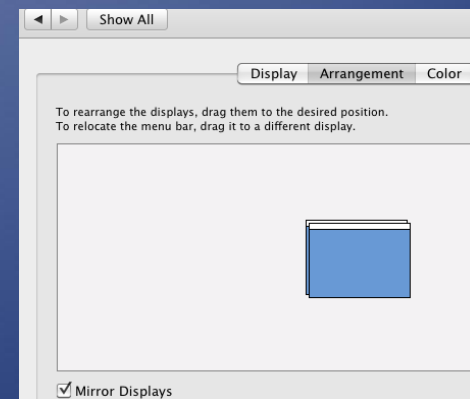 Show All
Display Arrangement Color
To rearrange the displays, drag them to the desired position.
To relocate the menu bar, drag it to a different display.
Mirror Displays